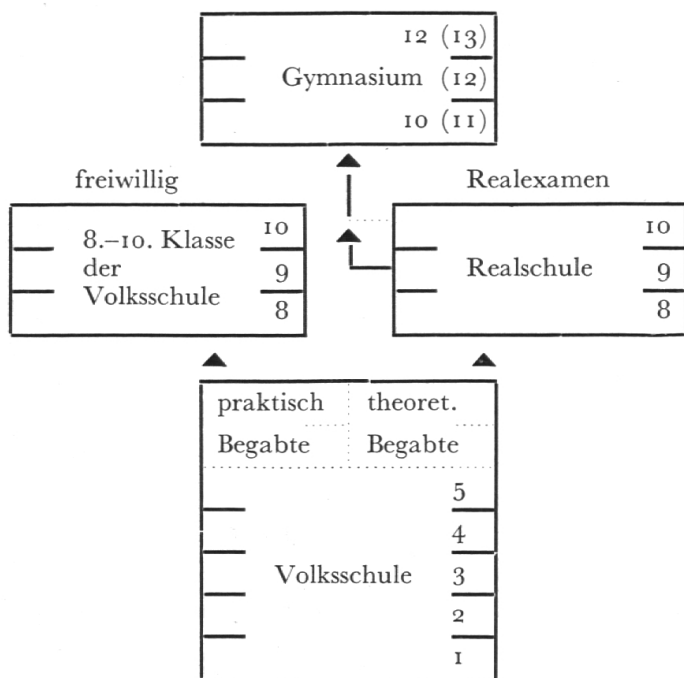 12 (13)
Gymnasium (12)
10 (11)
freiwillig
Realexamen
8.–10. Klasse
der
Volksschule
10
9
8
10
Realschule 9
8
praktisch
Begabte
theoret.
Begabte
5
4
Volksschule 3
2
1